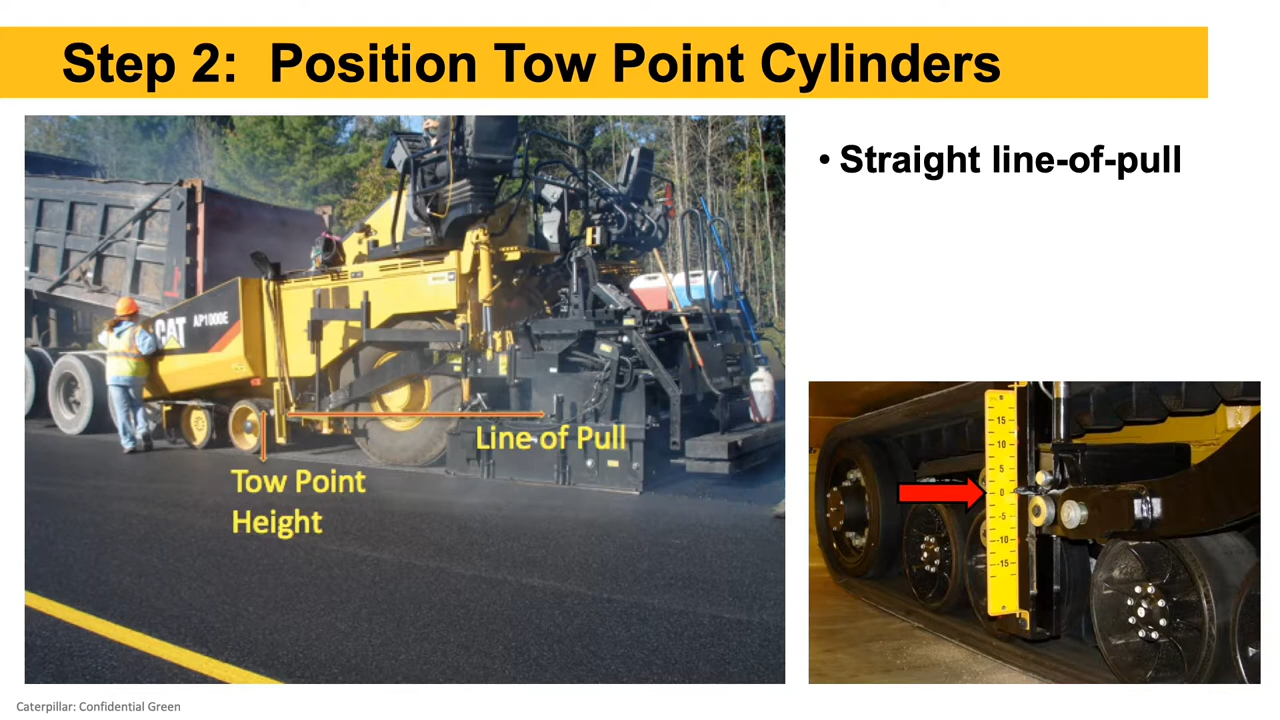 Step 2: Position Tow Point Cylinders
• Straight line-of-pull
CAT AP1000E
Line of Pull
Tow Point
Height
15
10
5
0
-5
-10
-15
Caterpillar: Confidential Green